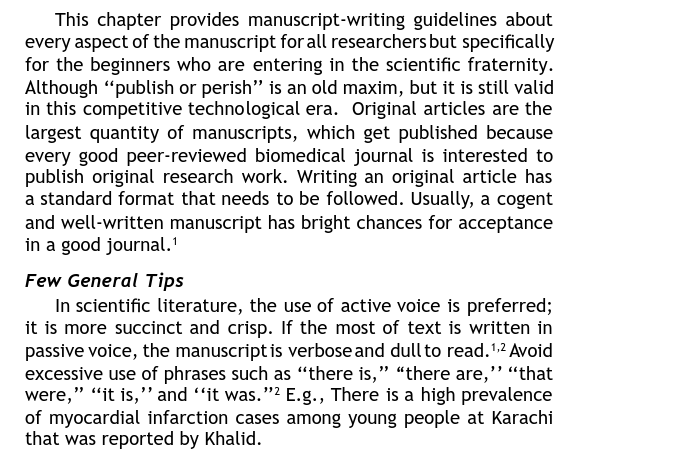 This chapter provides manuscript-writing guidelines about
every aspect of the manuscript for all researchers but specifically
for the beginners who are entering in the scientific fraternity.
Although ‘‘publish or perish’’ is an old maxim, but it is still valid
in this competitive technological era. Original articles are the
largest quantity of manuscripts, which get published because
every good peer-reviewed biomedical journal is interested to
publish original research work. Writing an original article has
a standard format that needs to be followed. Usually, a cogent
and well-written manuscript has bright chances for acceptance
in a good journal.¹
Few General Tips
In scientific literature, the use of active voice is preferred;
it is more succinct and crisp. If the most of text is written in
passive voice, the manuscript is verbose and dull to read.¹,² Avoid
excessive use of phrases such as ‘‘there is,” “there are,’’ ‘‘that
were,” ‘‘it is,’’ and ‘‘it was.”² E.g., There is a high prevalence
of myocardial infarction cases among young people at Karachi
that was reported by Khalid.